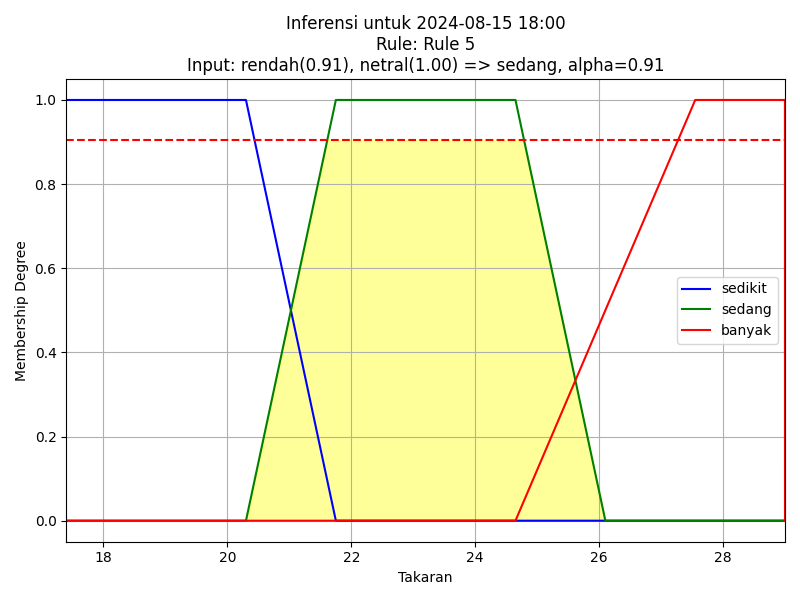 Inferensi untuk 2024-08-15 18:00
Rule: Rule 5
Input: rendah(0.91), netral(1.00) => sedang, alpha=0.91
1.0
0.8
0.6
0.4
0.2
0.0
Membership Degree
sedikit
sedang
banyak
18 20 22 24 26 28
Takaran